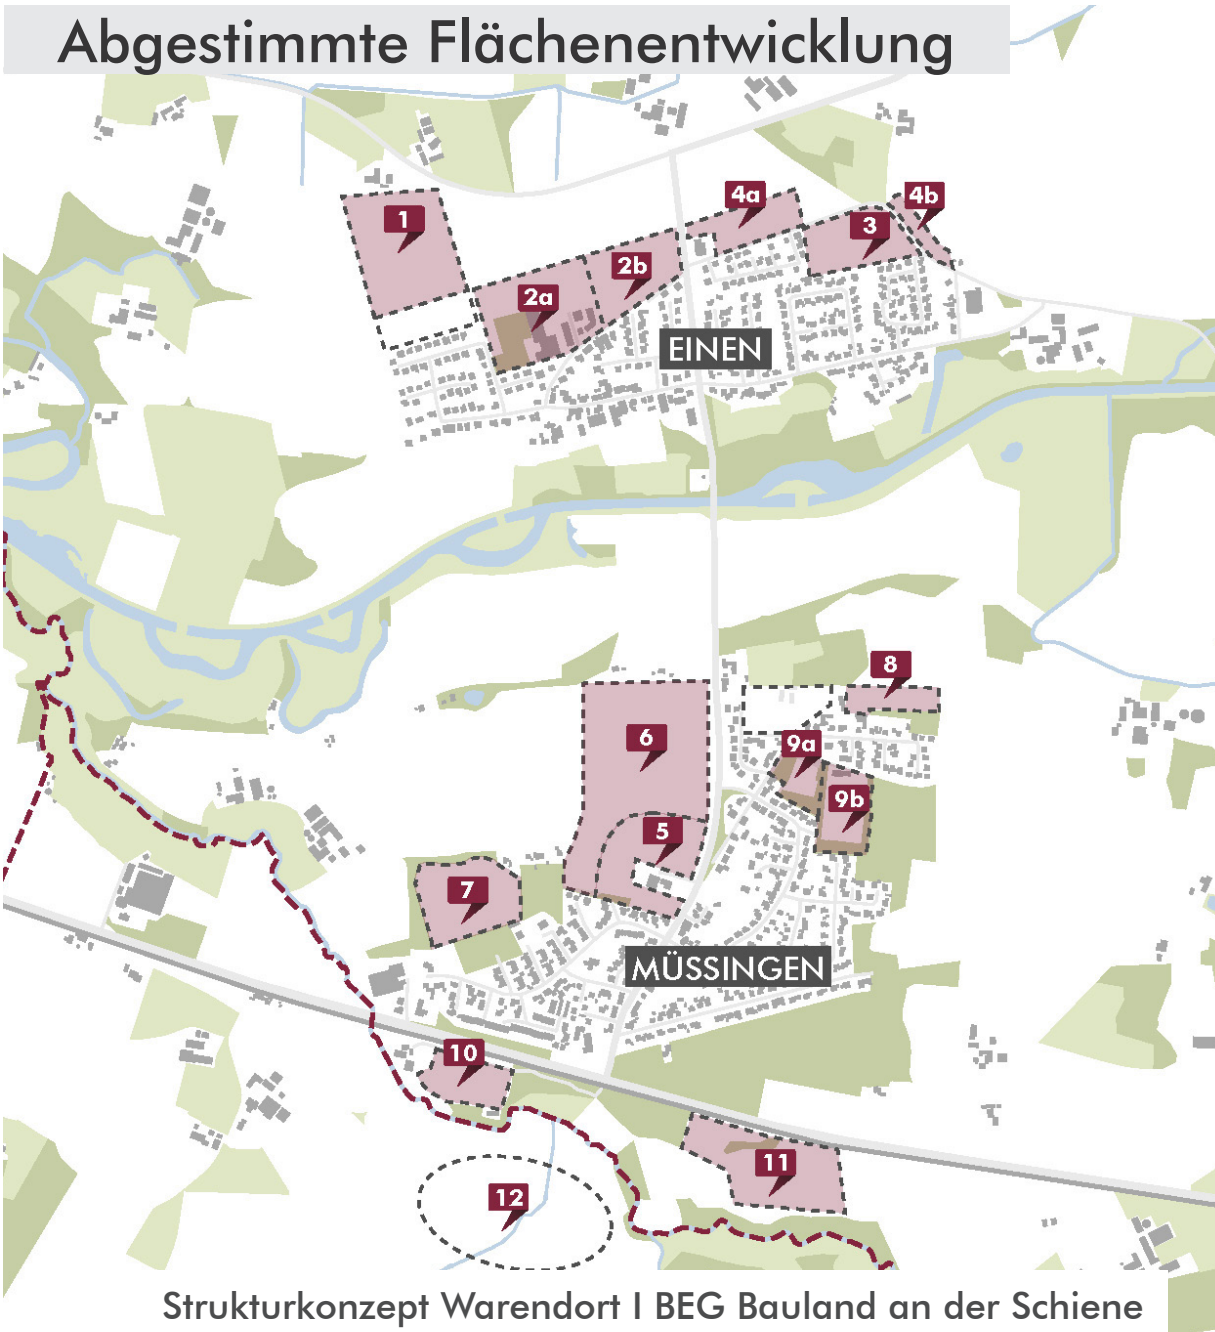 Abgestimmte Flächenentwicklung
1
4a
4b
3
2b
2a
EINEN
8
6
9a
9b
5
7
MÜSSINGEN
10
11
12
Strukturkonzept Warendort I BEG Bauland an der Schiene